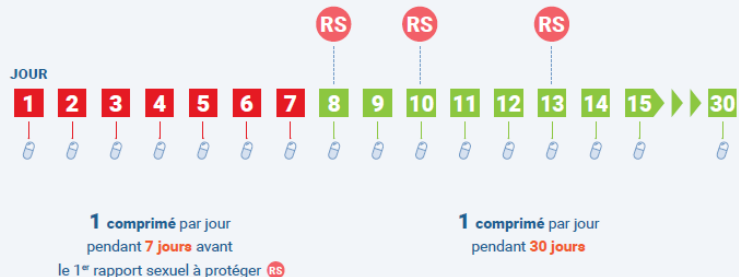 RS RS RS
JOUR
1 2 3 4 5 6 7 8 9 10 11 12 13 14 15 30
1 comprimé par jour
pendant 7 jours avant
le 1er rapport sexuel à protéger RS
1 comprimé par jour
pendant 30 jours